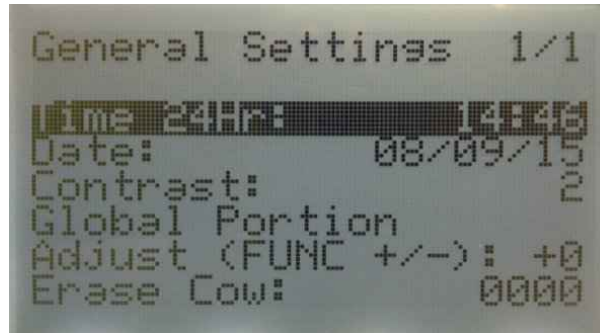 General Settings 1/1
Time 24Hr: 14:46
Date: 08/09/15
Contrast: 2
Global Portion
Adjust (FUNC +/-): +0
Erase Cow: 0000